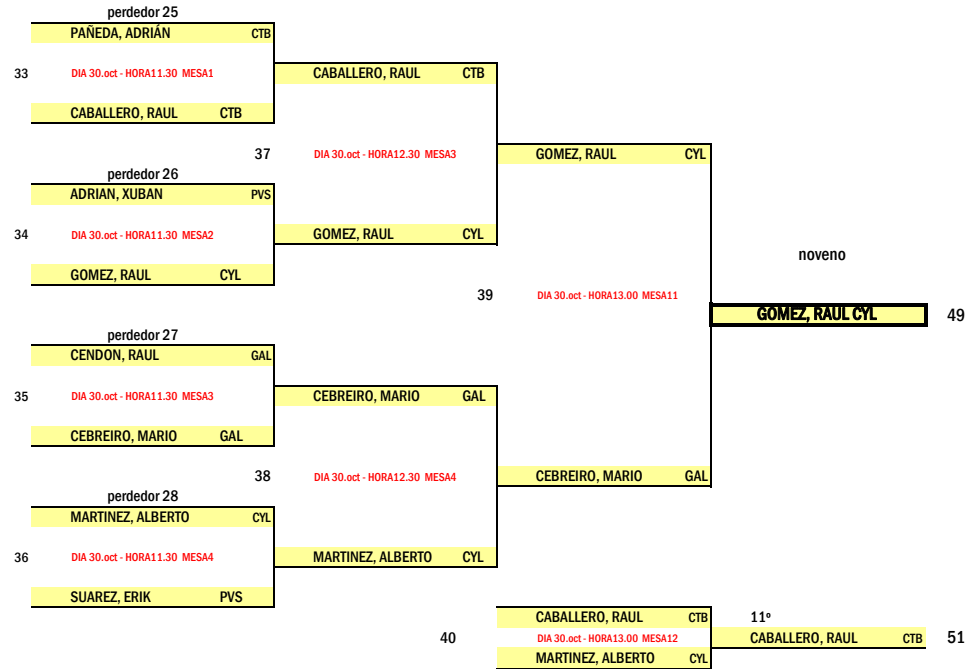 perdedor 25
PAÑEDA, ADRIÁN CTB
33 DIA 30.oct - HORA11.30 MESA1
CABALLERO, RAUL CTB
CABALLERO, RAUL CTB
37 DIA 30.oct - HORA12.30 MESA3
GOMEZ, RAUL CYL
perdedor 26
ADRIAN, XUBAN PVS
34 DIA 30.oct - HORA11.30 MESA2
GOMEZ, RAUL CYL
GOMEZ, RAUL CYL
noveno
39 DIA 30.oct - HORA13.00 MESA11
GOMEZ, RAUL CYL 49
perdedor 27
CENDON, RAUL GAL
35 DIA 30.oct - HORA11.30 MESA3
CEBREIRO, MARIO GAL
CEBREIRO, MARIO GAL
38 DIA 30.oct - HORA12.30 MESA4
CEBREIRO, MARIO GAL
perdedor 28
MARTINEZ, ALBERTO CYL
36 DIA 30.oct - HORA11.30 MESA4
MARTINEZ, ALBERTO CYL
SUAREZ, ERIK PVS
CABALLERO, RAUL CTB 11º
40 DIA 30.oct - HORA13.00 MESA12
CABALLERO, RAUL CTB 51
MARTINEZ, ALBERTO CYL